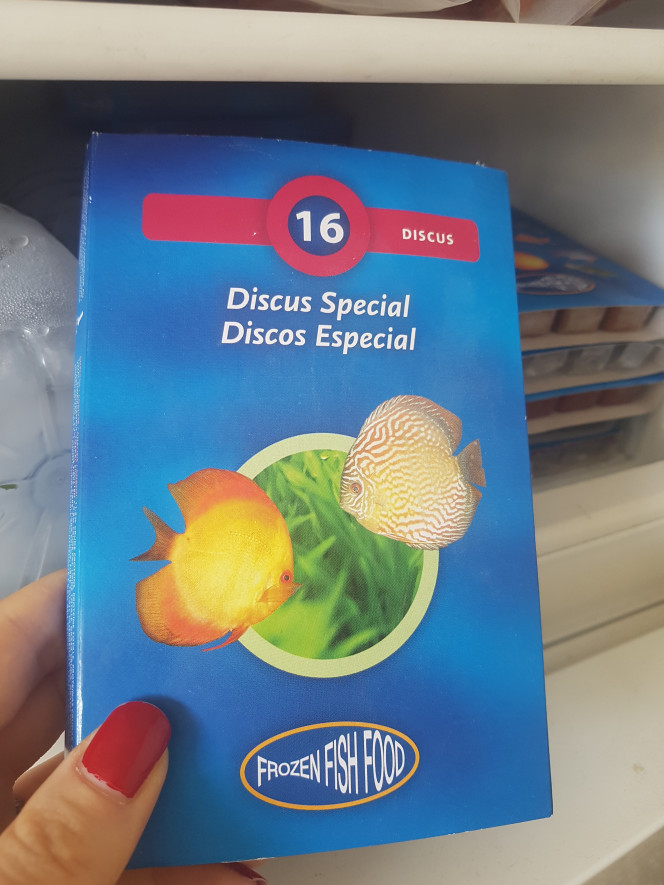 16
DISCUS
Discus Special
Discos Especial
FROZEN FISH FOOD